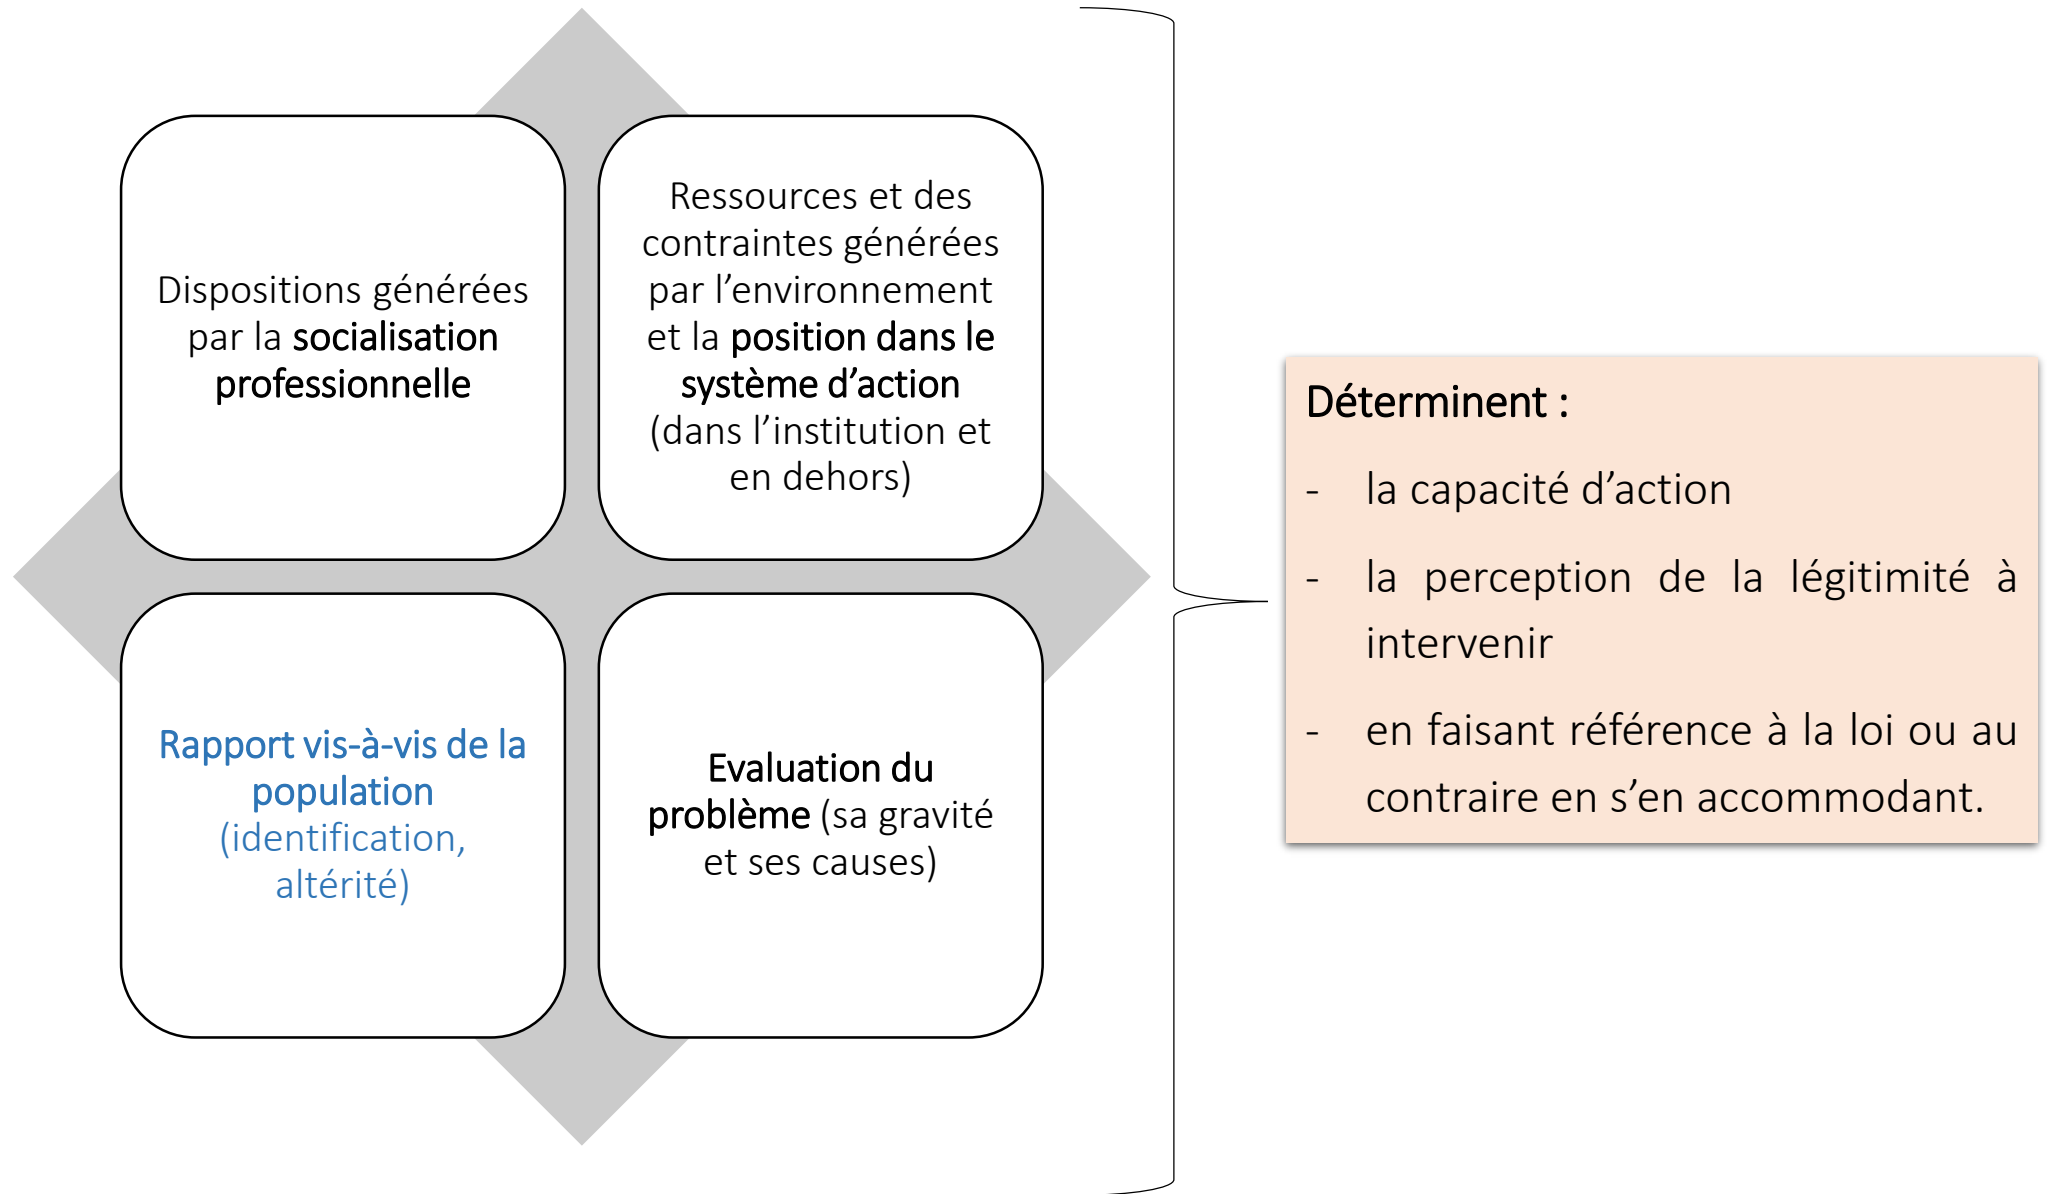 Dispositions générées
par la socialisation
professionnelle
Ressources et des
contraintes générées
par l’environnement
et la position dans le
système d’action
(dans l’institution et
en dehors)
Rapport vis-à-vis de la
population
(identification,
altérité)
Evaluation du
problème (sa gravité
et ses causes)
Déterminent :
- la capacité d’action
- la perception de la légitimité à
intervenir
- en faisant référence à la loi ou au
contraire en s’en accommodant.